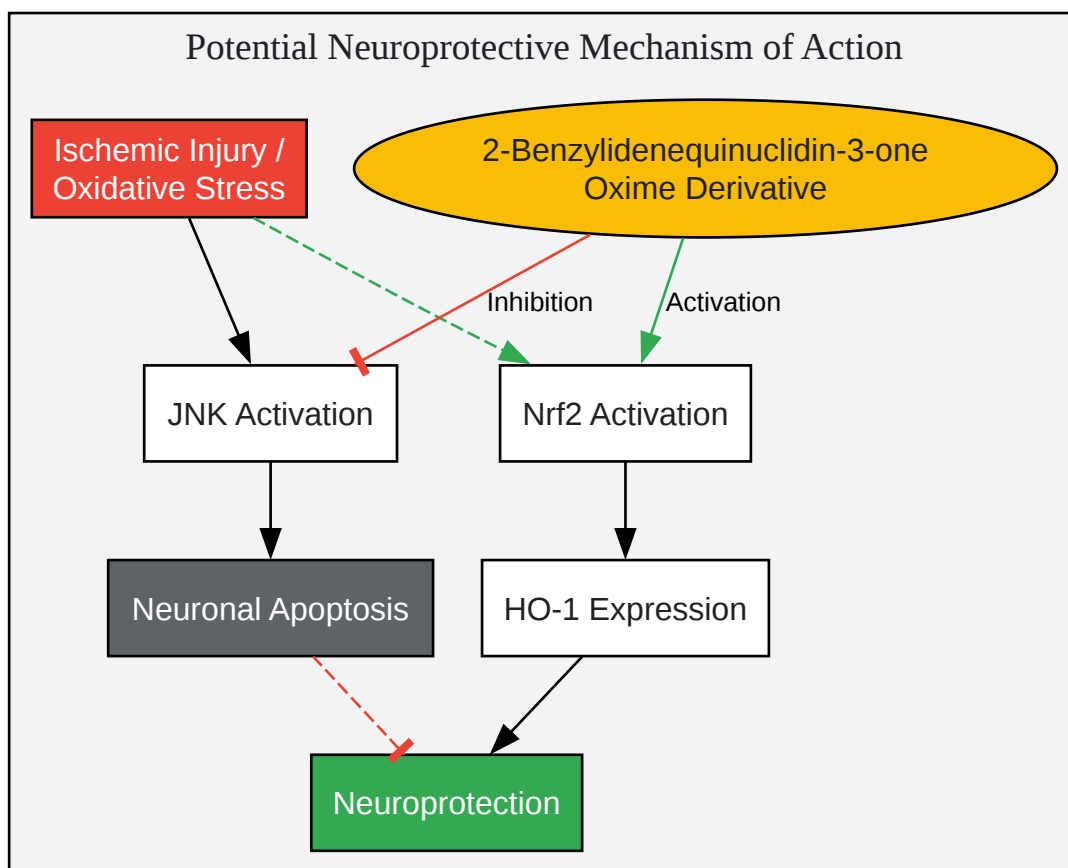 Potential Neuroprotective Mechanism of Action
Ischemic Injury /
Oxidative Stress
2-Benzylidenequinuclidin-3-one
Oxime Derivative
Inhibition
Activation
JNK Activation
Nrf2 Activation
Neuronal Apoptosis
HO-1 Expression
Neuroprotection